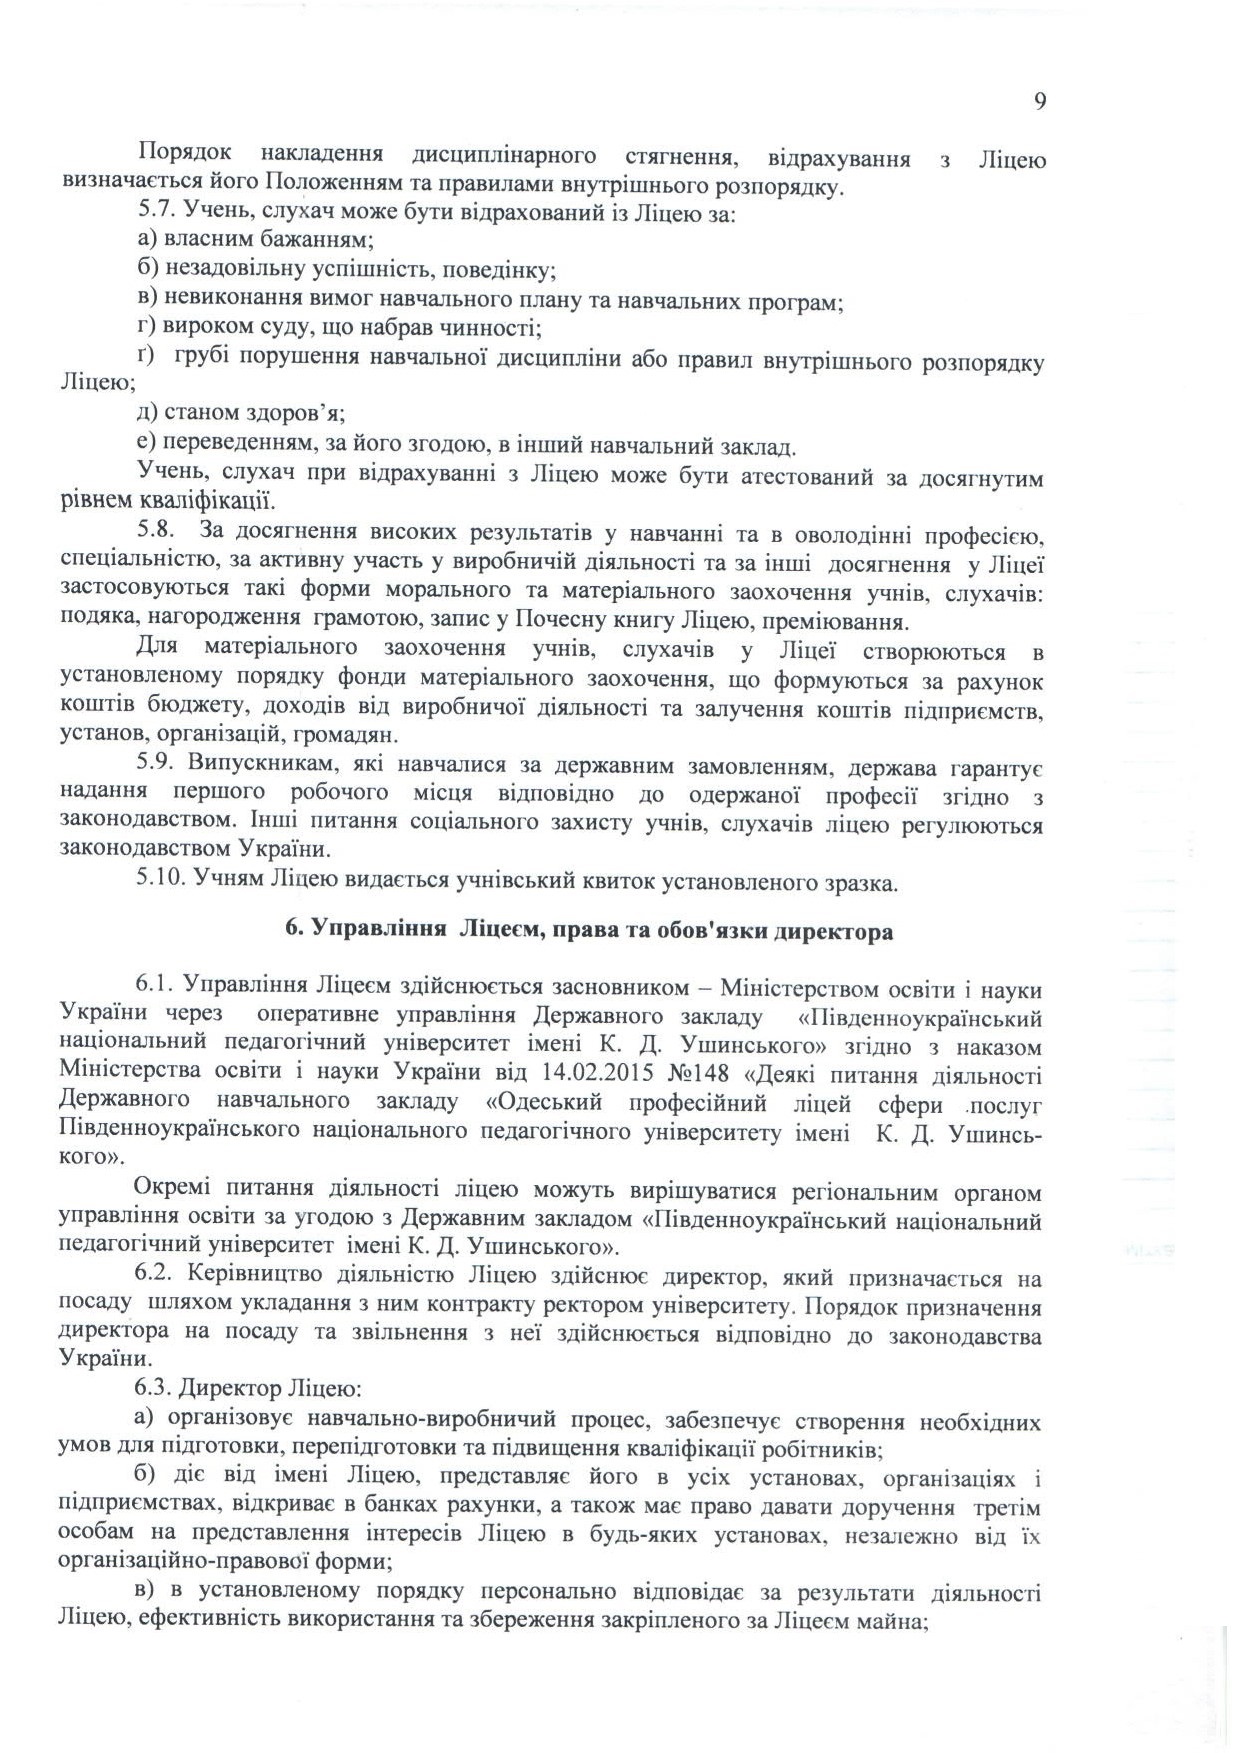 9
Порядок накладення дисциплінарного стягнення, відрахування з Ліцею
визначається його Положенням та правилами внутрішнього розпорядку.
5.7. Учень, слухач може бути відрахований із Ліцею за:
а) власним бажанням;
б) незадовільну успішність, поведінку;
в) невиконання вимог навчального плану та навчальних програм;
г) вироком суду, що набрав чинності;
ґ) грубі порушення навчальної дисципліни або правил внутрішнього розпорядку
Ліцею;
д) станом здоров’я;
е) переведенням, за його згодою, в інший навчальний заклад.
Учень, слухач при відрахуванні з Ліцею може бути атестований за досягнутим
рівнем кваліфікації.
5.8. За досягнення високих результатів у навчанні та в оволодінні професією,
спеціальністю, за активну участь у виробничій діяльності та за інші досягнення у Ліцеї
застосовуються такі форми морального та матеріального заохочення учнів, слухачів:
подяка, нагородження грамотою, запис у Почесну книгу Ліцею, преміювання.
Для матеріального заохочення учнів, слухачів у Ліцеї створюються в
установленому порядку фонди матеріального заохочення, що формуються за рахунок
коштів бюджету, доходів від виробничої діяльності та залучення коштів підприємств,
установ, організацій, громадян.
5.9. Випускникам, які навчалися за державним замовленням, держава гарантує
надання першого робочого місця відповідно до одержаної професії згідно з
законодавством. Інші питання соціального захисту учнів, слухачів ліцею регулюються
законодавством України.
5.10. Учням Ліцею видається учнівський квиток установленого зразка.
6. Управління Ліцеєм, права та обов'язки директора
6.1. Управління Ліцеєм здійснюється засновником – Міністерством освіти і науки
України через оперативне управління Державного закладу «Південноукраїнський
національний педагогічний університет імені К. Д. Ушинського» згідно з наказом
Міністерства освіти і науки України від 14.02.2015 №148 «Деякі питання діяльності
Державного навчального закладу «Одеський професійний ліцей сфери .послуг
Південноукраїнського національного педагогічного університету імені К. Д. Ушинсь-
кого».
Окремі питання діяльності ліцею можуть вирішуватися регіональним органом
управління освіти за угодою з Державним закладом «Південноукраїнський національний
педагогічний університет імені К. Д. Ушинського».
6.2. Керівництво діяльністю Ліцею здійснює директор, який призначається на
посаду шляхом укладання з ним контракту ректором університету. Порядок призначення
директора на посаду та звільнення з неї здійснюється відповідно до законодавства
України.
6.3. Директор Ліцею:
а) організовує навчально-виробничий процес, забезпечує створення необхідних
умов для підготовки, перепідготовки та підвищення кваліфікації робітників;
б) діє від імені Ліцею, представляє його в усіх установах, організаціях і
підприємствах, відкриває в банках рахунки, а також має право давати доручення третім
особам на представлення інтересів Ліцею в будь-яких установах, незалежно від їх
організаційно-правової форми;
в) в установленому порядку персонально відповідає за результати діяльності
Ліцею, ефективність використання та збереження закріпленого за Ліцеєм майна;